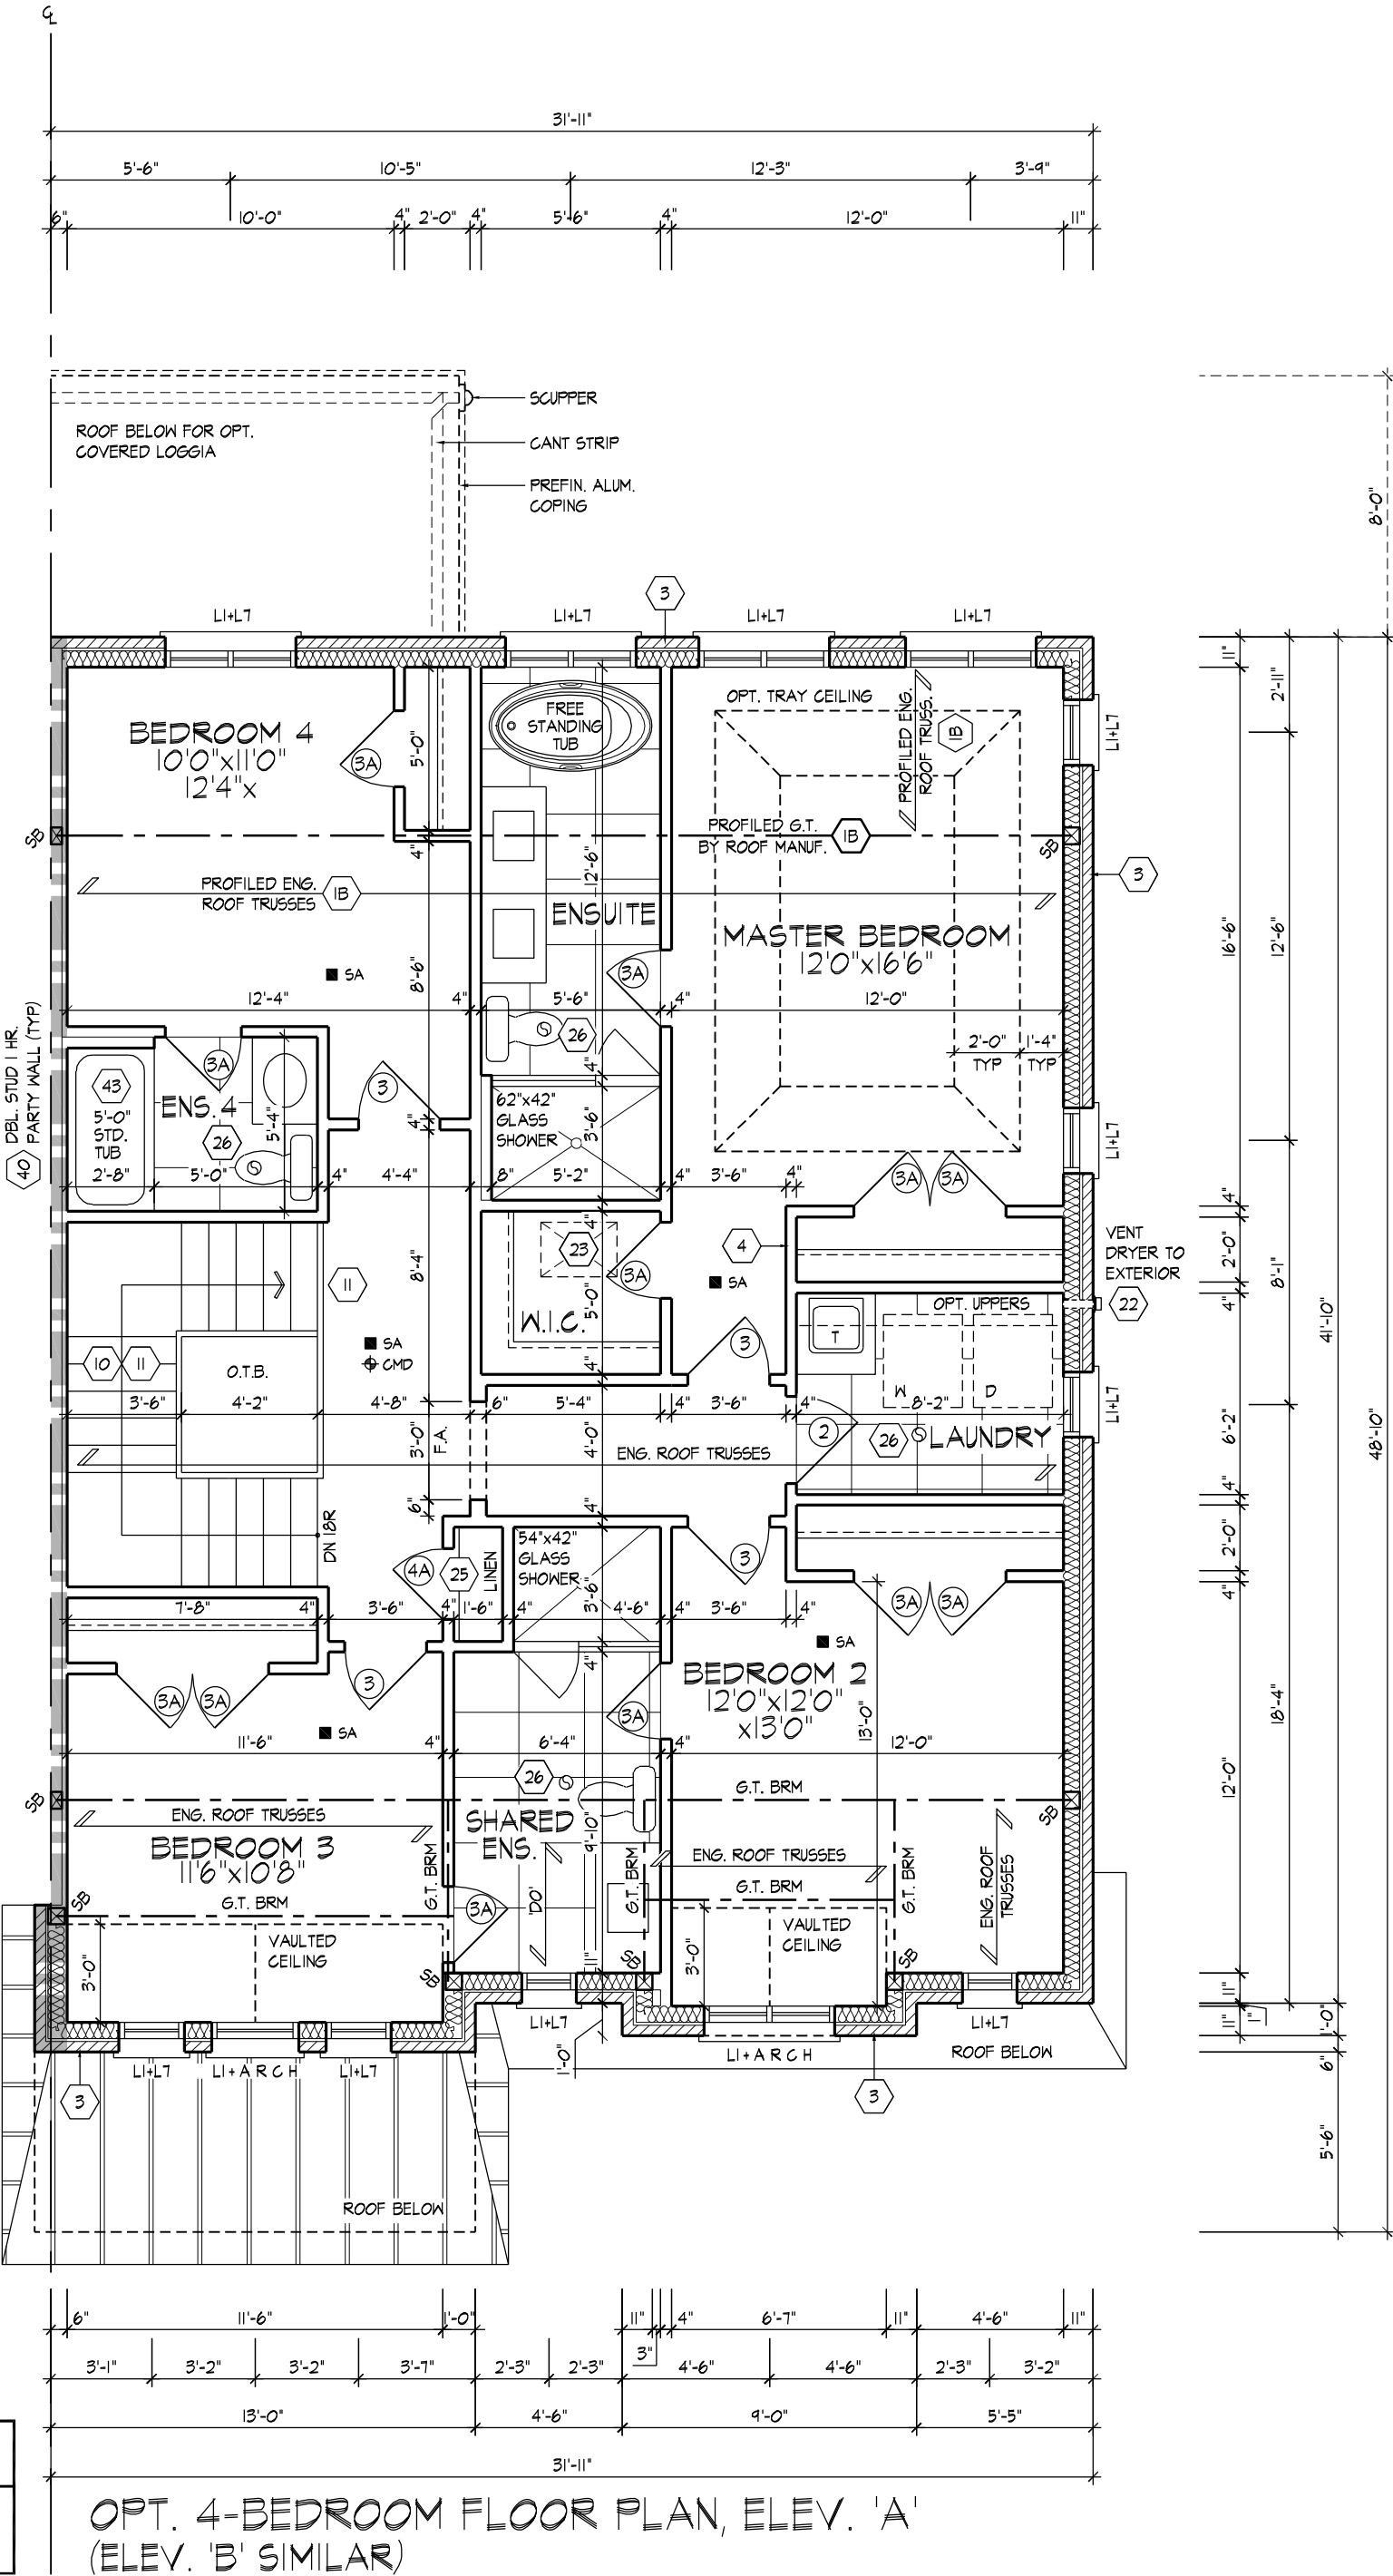 ℄
31'-11"
5'-6" 10'-5" 12'-3" 3'-9"
6" 10'-0" 4" 2'-0" 4" 5'-6" 4" 12'-0" 11"
SCUPPER
CANT STRIP
PREFIN. ALUM.
COPING
ROOF BELOW FOR OPT.
COVERED LOGGIA
8'-0"
3
L1+L7 L1+L7 L1+L7 L1+L7
BEDROOM 4
10'0"x11'0"
12'4"x
3A
5'-0"
4"
FREE
STANDING
TUB
OPT. TRAY CEILING
PROFILED ENG.
ROOF TRUSS.
1B
L1+L7
SB
PROFILED G.T.
BY ROOF MANUF.
1B
SB
PROFILED ENG.
ROOF TRUSSES
1B
12'-6"
ENSUITE
MASTER BEDROOM
12'0"x16'6"
3
SA
8'-6"
3A
12'-4" 4" 5'-6" 4" 12'-0"
2'-0" 1'-4"
TYP TYP
26
4"
DBL. STUD 1 HR.
PARTY WALL (TYP)
40
43
5'-0"
STD.
TUB
3A
ENS. 4
26
5'-4"
3
4"
62"x42"
GLASS
SHOWER
3'-6"
L1+L7
2'-8" 5'-0" 4" 4'-4" 8" 5'-2" 4" 3'-6" 4"
3A 3A
4"
23
3A
4
SA
W.I.C.
5'-0"
4"
8'-4"
11
VENT
DRYER TO
EXTERIOR
22
OPT. UPPERS
T
W D
3
SA
CMD
10 11
O.T.B.
3'-6" 4'-2" 4'-8" 6" 5'-4" 4" 3'-6" 4" 8'-2"
L1+L7
3'-0"
F.A.
4'-0"
2
26
LAUNDRY
ENG. ROOF TRUSSES
6"
4"
DN 18R
4A
25
LINEN
54"x42"
GLASS
SHOWER
3'-6"
3
3A 3A
7'-8" 4" 3'-6" 4" 1'-6" 4" 4'-6" 4" 3'-6" 4"
SA
4"
3A 3A
3
BEDROOM 2
12'0"x12'0"
x13'0"
3A
13'-0"
SA
11'-6" 4" 6'-4" 4" 12'-0"
26
G.T. BRM
SB
SB
ENG. ROOF TRUSSES
BEDROOM 3
11'6"x10'8"
SHARED
ENS.
9'-10"
G.T. BRM
G.T. BRM
ENG. ROOF TRUSSES
G.T. BRM
G.T. BRM
ENG. ROOF
TRUSSES
SB
G.T. BRM
3A
'DO'
VAULTED
CEILING
3'-0"
VAULTED
CEILING
3'-0"
SB
11"
SB
SB
L1+L7 L1+ARCH L1+L7
L1+L7
1'-0"
L1+ARCH
L1+L7
ROOF BELOW
3
3
ROOF BELOW
11"
2'-11"
16'-6"
12'-6"
4"
2'-0"
4"
8'-1"
41'-10"
48'-10"
6'-2"
4"
2'-0"
4"
18'-4"
12'-0"
11"
11"
1"
1'-0"
6"
5'-6"
6" 11'-6" 1'-0" 11" 3" 4" 6'-7" 11" 4'-6" 11"
3'-1" 3'-2" 3'-2" 3'-7" 2'-3" 2'-3" 4'-6" 4'-6" 2'-3" 3'-2"
13'-0" 4'-6" 9'-0" 5'-5"
31'-11"
OPT. 4-BEDROOM FLOOR PLAN, ELEV. 'A'
(ELEV. 'B' SIMILAR)